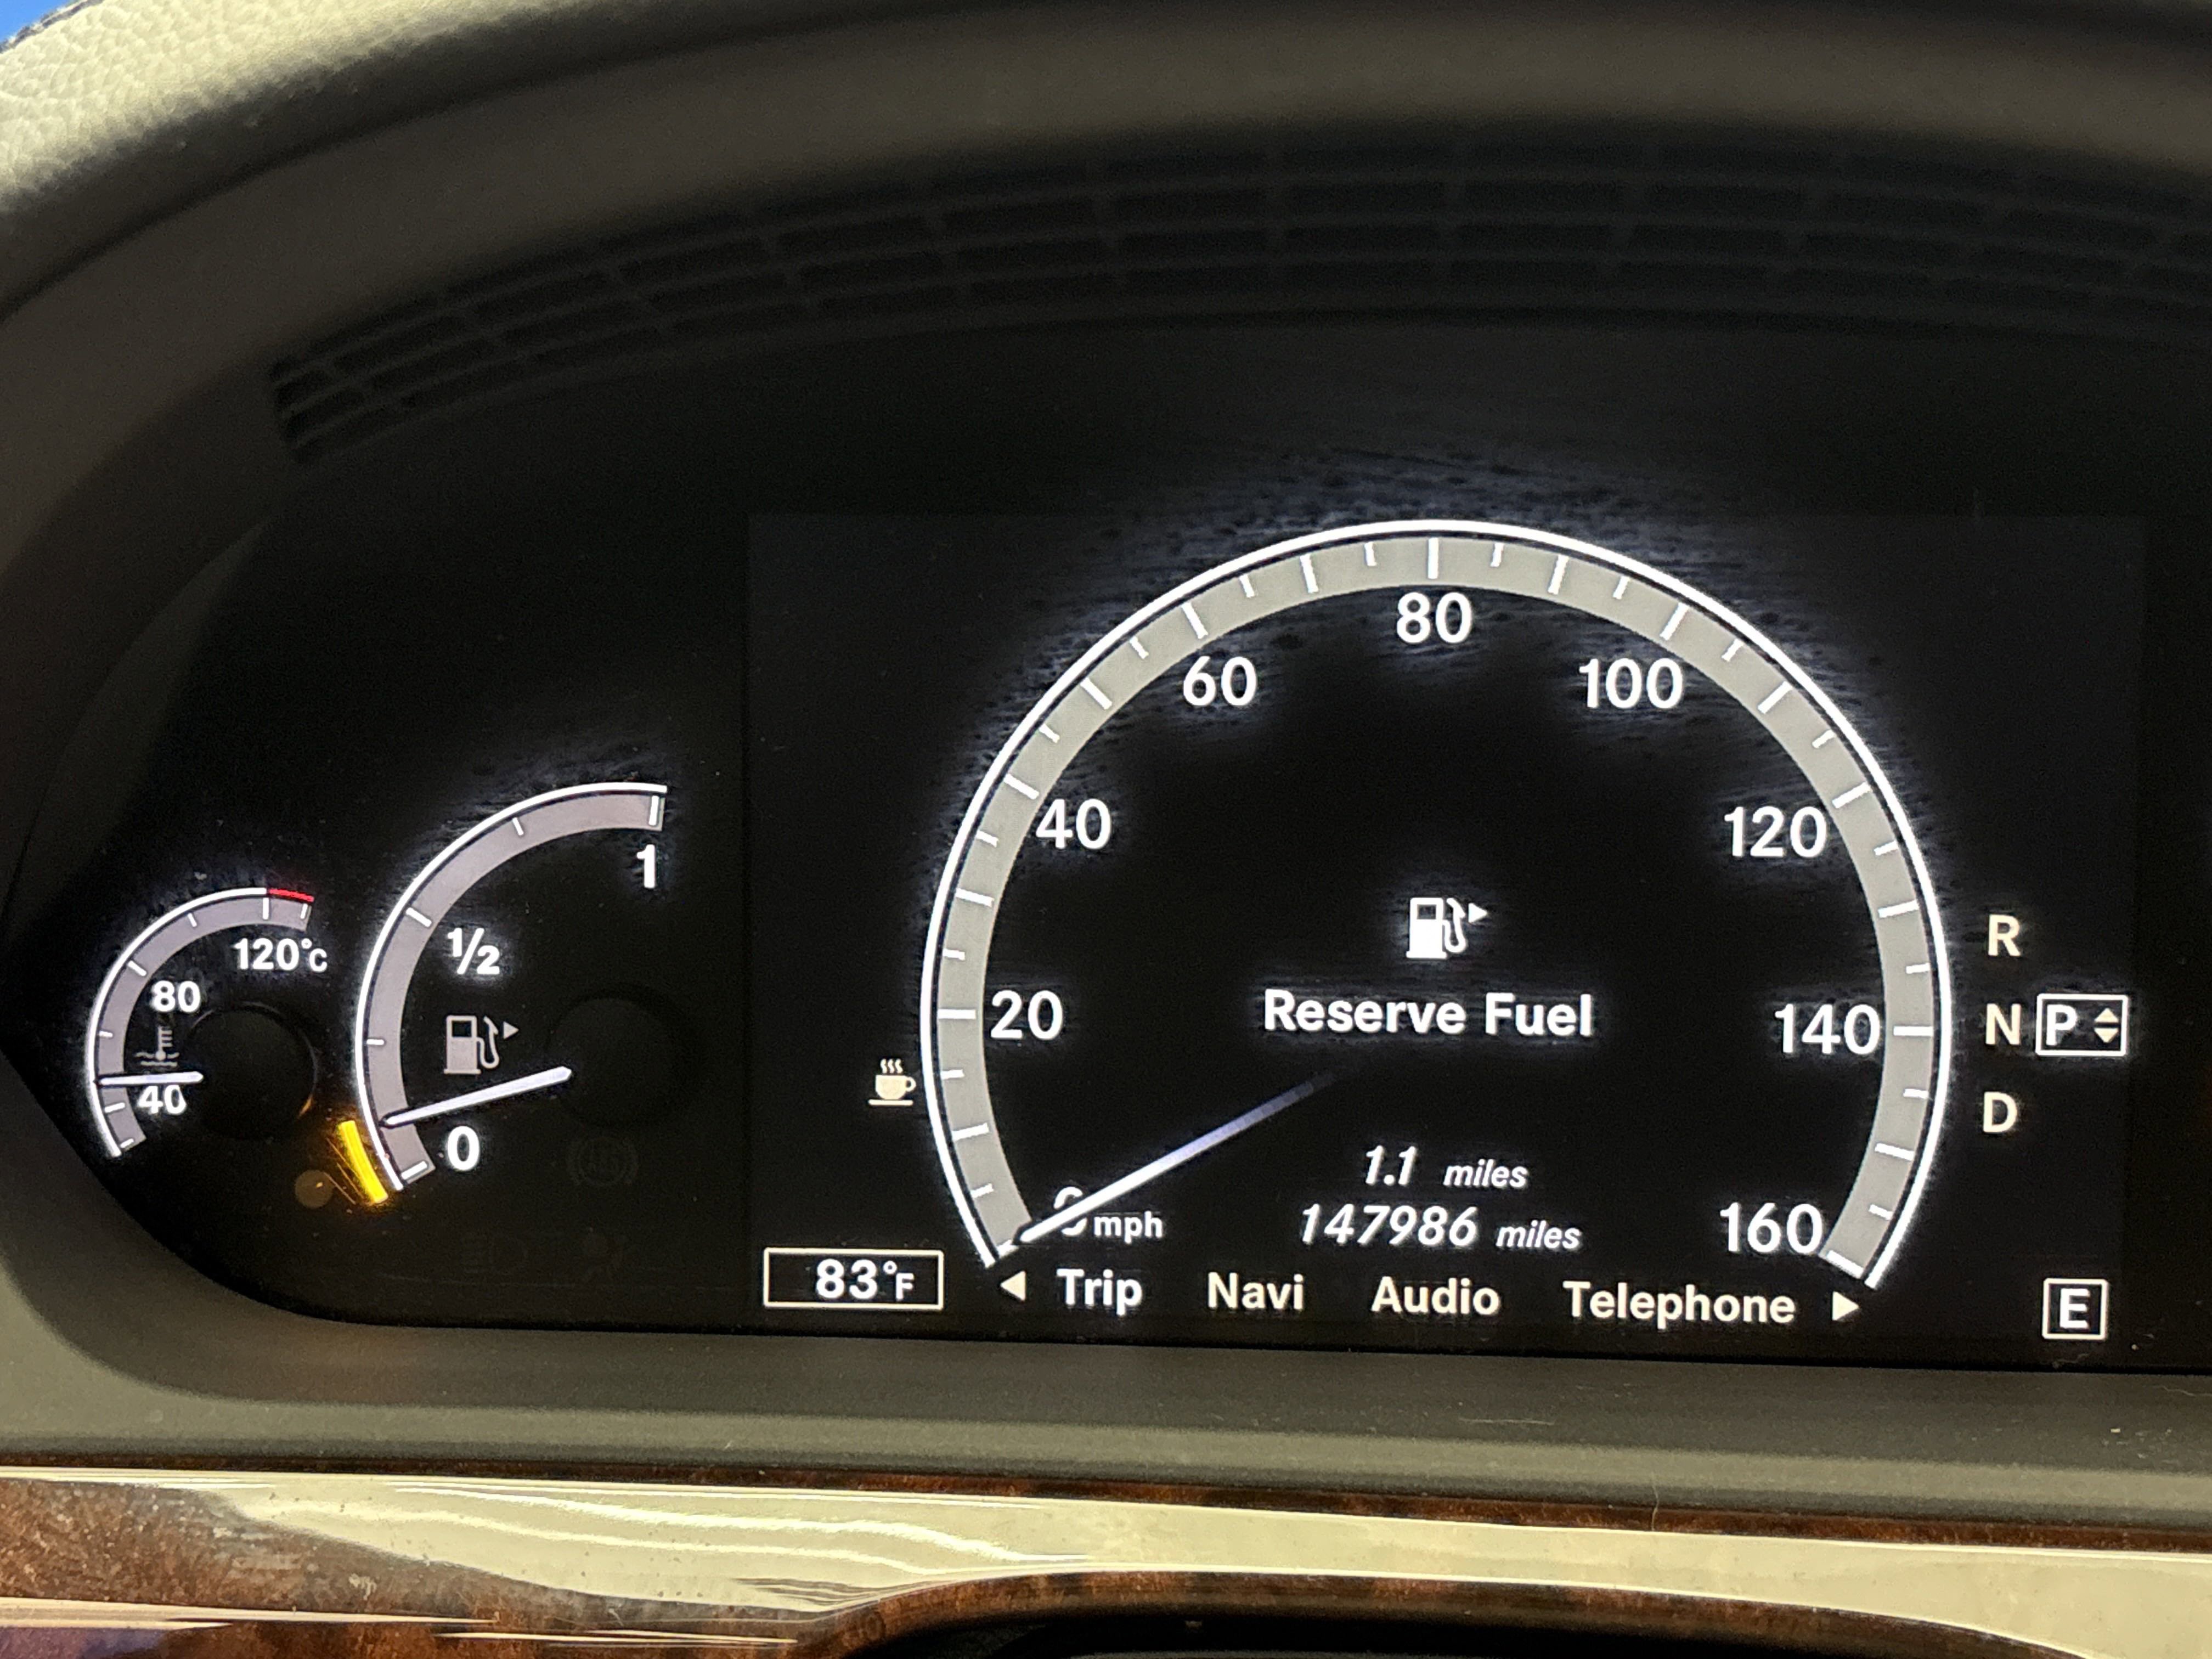 80
60
100
40
120
1
1/2
120°C
80
20
Reserve Fuel
140
R
N P
D
40
0
1.1 miles
147986 miles
mph
160
83°F
Trip Navi Audio Telephone
E